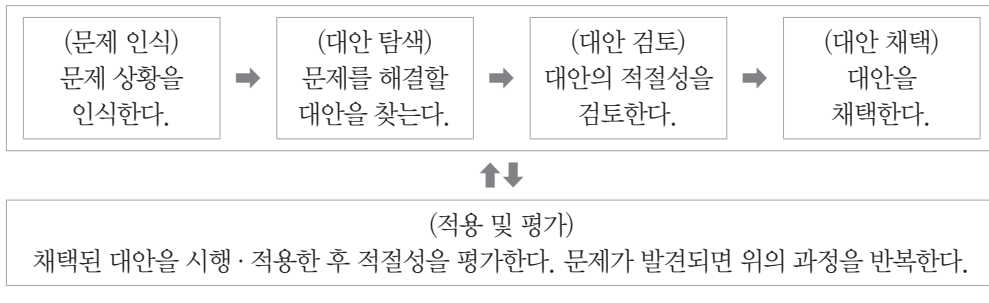 (문제 인식)
문제 상황을
인식한다.
(대안 탐색)
문제를 해결할
대안을 찾는다.
(대안 검토)
대안의 적절성을
검토한다.
(대안 채택)
대안을
채택한다.
(적용 및 평가)
채택된 대안을 시행·적용한 후 적절성을 평가한다. 문제가 발견되면 위의 과정을 반복한다.